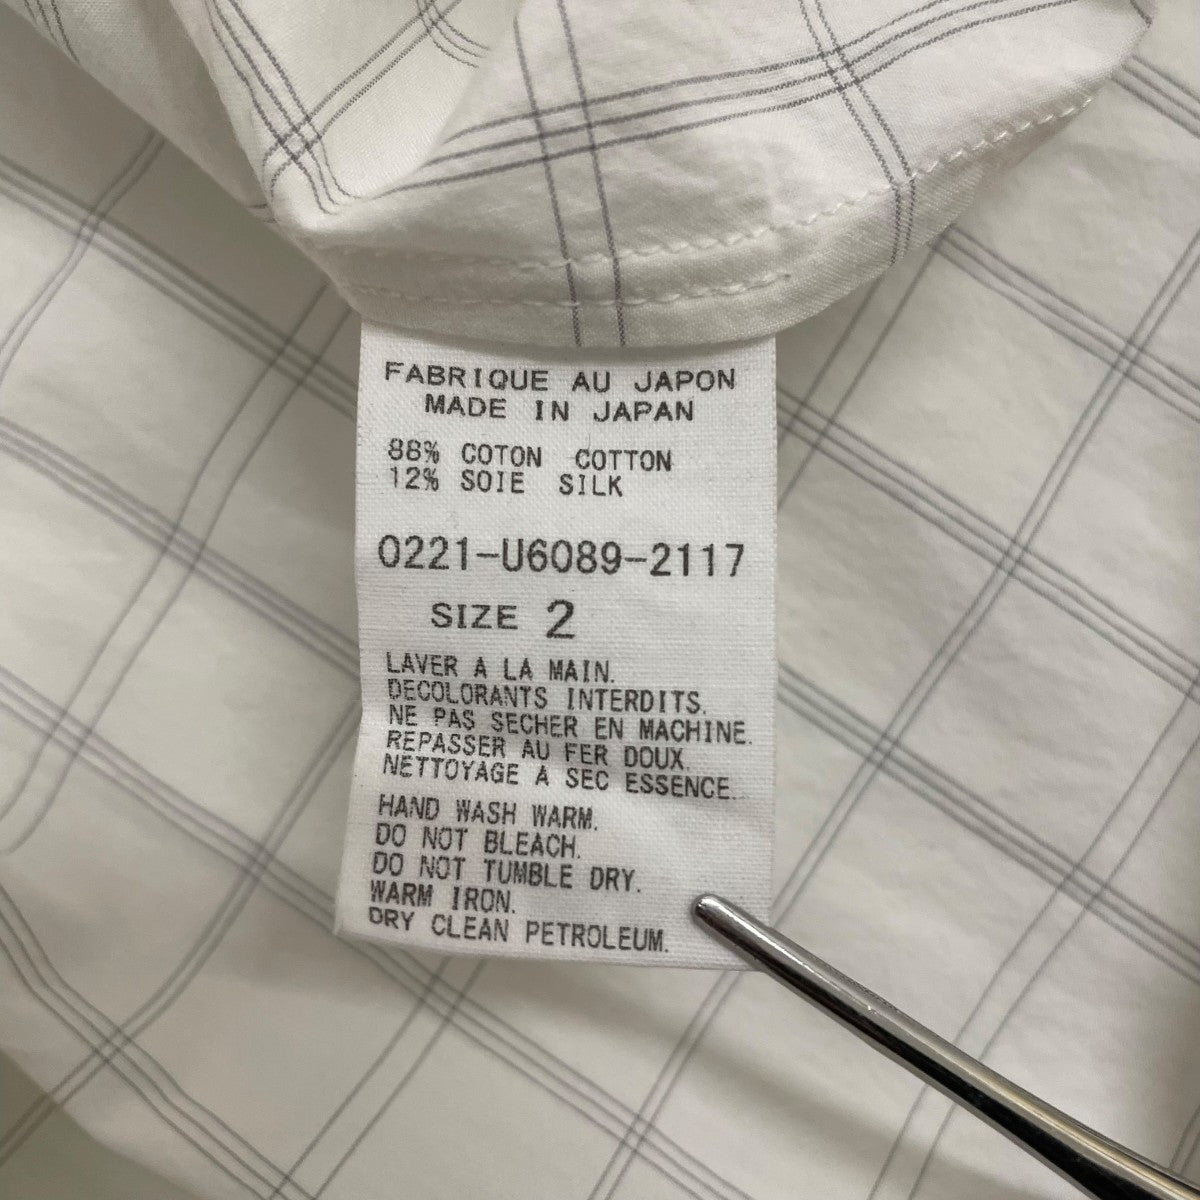 FABRIQUE AU JAPON
MADE IN JAPAN
88% COTON COTTON
12% SOIE SILK
0221-U6089-2117
SIZE 2
LAVER A LA MAIN.
DECOLORANTS INTERDITS.
NE PAS SECHER EN MACHINE.
REPASSER AU FER DOUX.
NETTOYAGE A SEC ESSENCE.
HAND WASH WARM.
DO NOT BLEACH.
DO NOT TUMBLE DRY.
WARM IRON.
DRY CLEAN PETROLEUM.